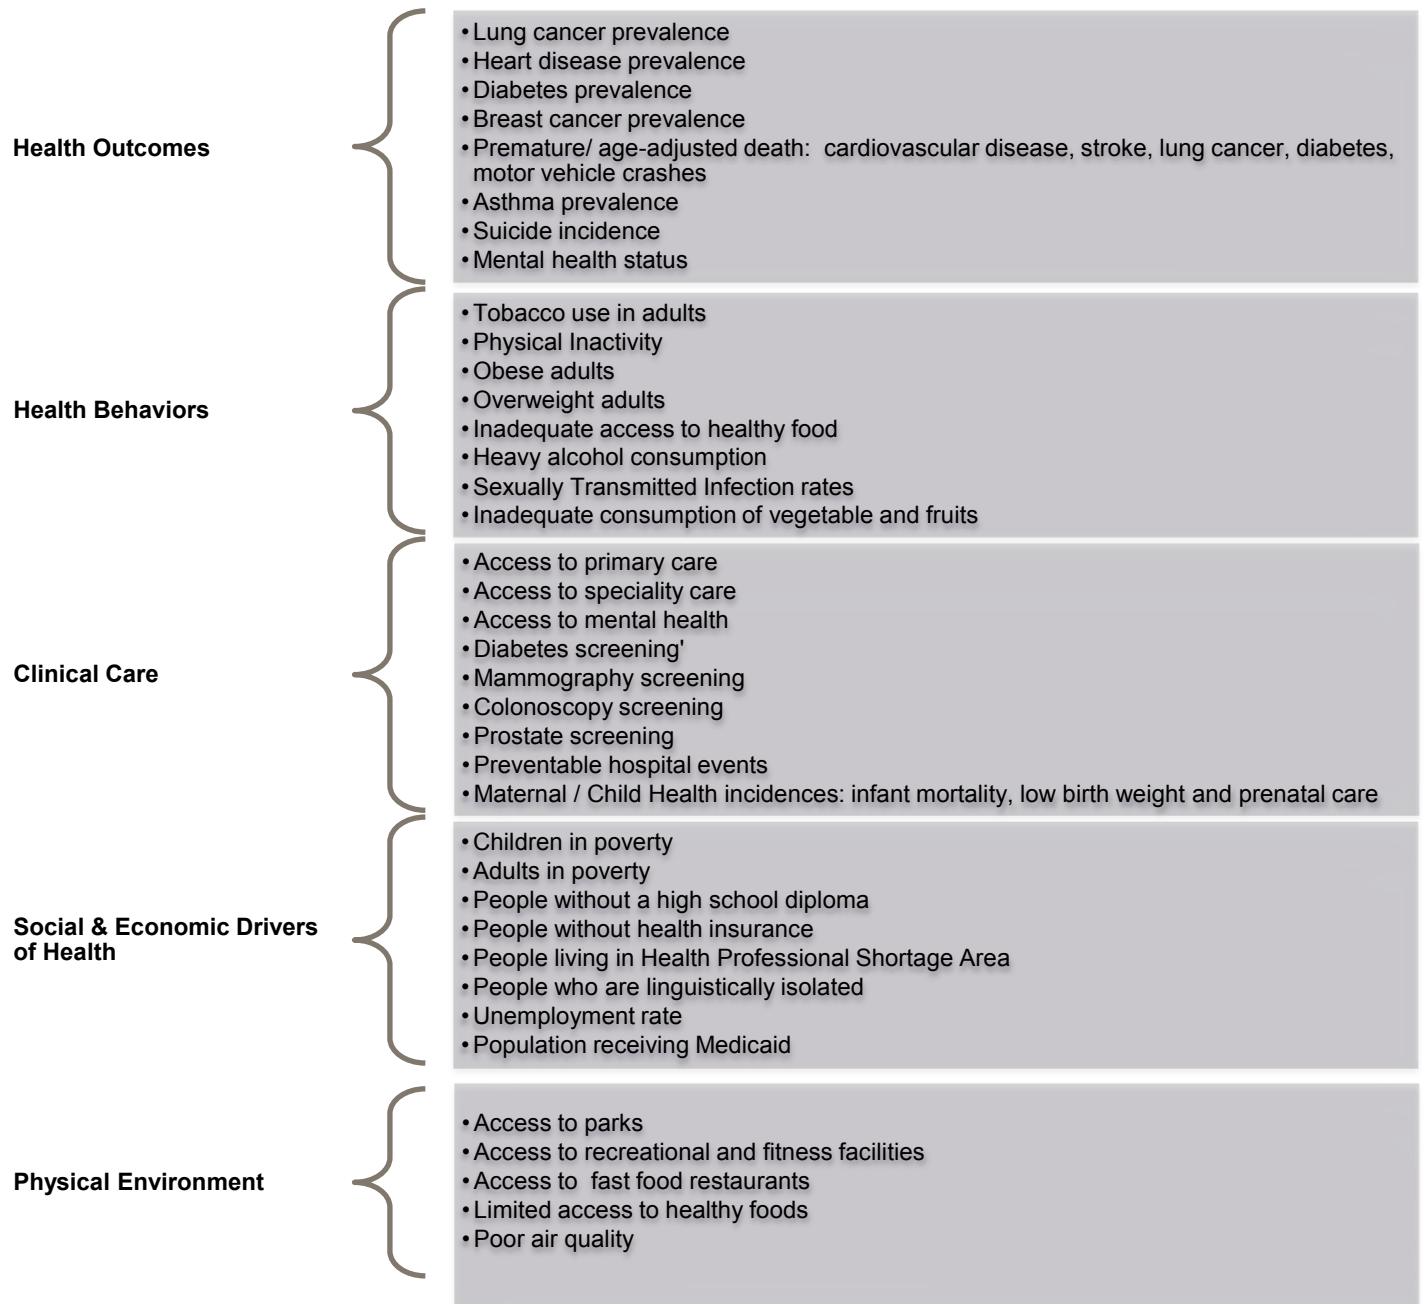 Health Outcomes
•Lung cancer prevalence
•Heart disease prevalence
•Diabetes prevalence
•Breast cancer prevalence
•Premature/ age-adjusted death:  cardiovascular disease, stroke, lung cancer, diabetes,
motor vehicle crashes
•Asthma prevalence
•Suicide incidence
•Mental health status
Health Behaviors
•Tobacco use in adults
•Physical Inactivity
•Obese adults
•Overweight adults
•Inadequate access to healthy food
•Heavy alcohol consumption
•Sexually Transmitted Infection rates
•Inadequate consumption of vegetable and fruits
Clinical Care
•Access to primary care
•Access to speciality care
•Access to mental health
•Diabetes screening'
•Mammography screening
•Colonoscopy screening
•Prostate screening
•Preventable hospital events
•Maternal / Child Health incidences: infant mortality, low birth weight and prenatal care
Social & Economic Drivers
of Health
•Children in poverty
•Adults in poverty
•People without a high school diploma
•People without health insurance
•People living in Health Professional Shortage Area
•People who are linguistically isolated
•Unemployment rate
•Population receiving Medicaid
Physical Environment
•Access to parks
•Access to recreational and fitness facilities
•Access to  fast food restaurants
•Limited access to healthy foods
•Poor air quality